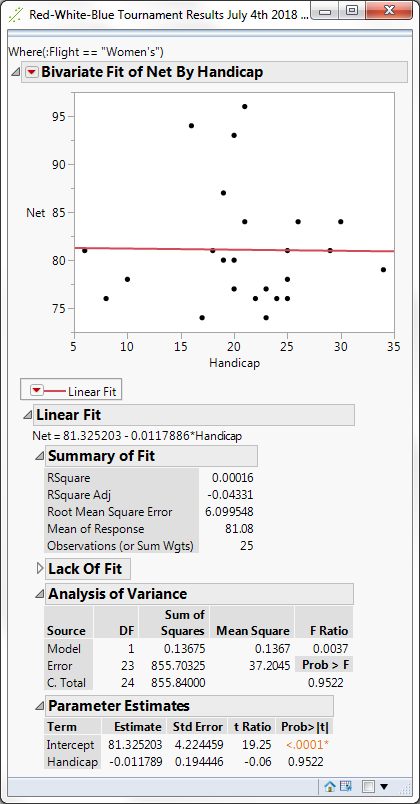 Red-White-Blue Tournament Results July 4th 2018 ...
Where(:Flight == "Women's")
Bivariate Fit of Net By Handicap
95
90
Net 85
80
75
5 10 15 20 25 30 35
Handicap
Linear Fit
Linear Fit
Net = 81.325203 - 0.0117886*Handicap
Summary of Fit
RSquare 0.00016
RSquare Adj -0.04331
Root Mean Square Error 6.099548
Mean of Response 81.08
Observations (or Sum Wgts) 25
Lack Of Fit
Analysis of Variance
Sum of
Source DF Squares Mean Square F Ratio
Model 1 0.13675 0.1367 0.0037
Error 23 855.70325 37.2045 Prob > F
C. Total 24 855.84000 0.9522
Parameter Estimates
Term Estimate Std Error t Ratio Prob>|t|
Intercept 81.325203 4.224459 19.25 <.0001*
Handicap -0.011789 0.194446 -0.06 0.9522